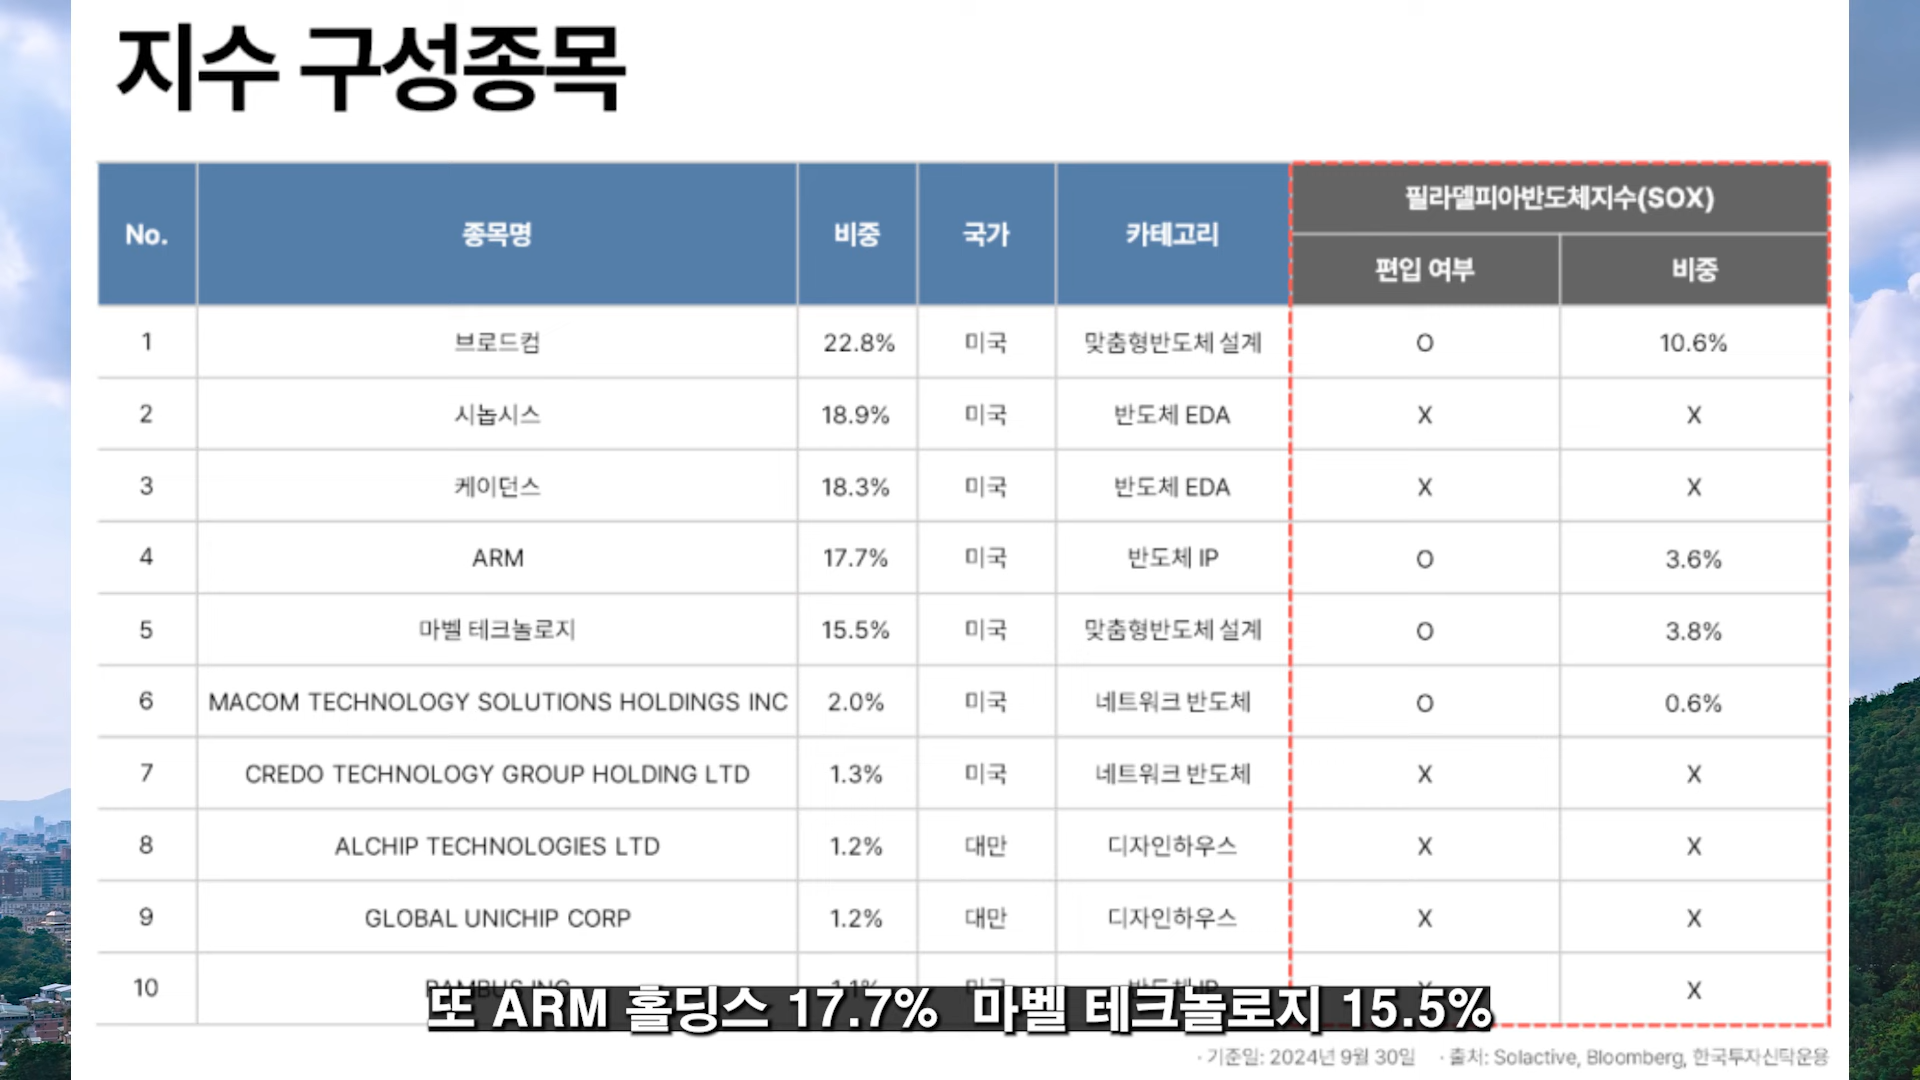 지수 구성종목
No. 종목명 비중 국가 카테고리 필라델피아반도체지수(SOX)
편입 여부 비중
1 브로드컴 22.8% 미국 맞춤형반도체 설계 O 10.6%
2 시높시스 18.9% 미국 반도체 EDA X X
3 케이던스 18.3% 미국 반도체 EDA X X
4 ARM 17.7% 미국 반도체 IP O 3.6%
5 마벨 테크놀로지 15.5% 미국 맞춤형반도체 설계 O 3.8%
6 MACOM TECHNOLOGY SOLUTIONS HOLDINGS INC 2.0% 미국 네트워크 반도체 O 0.6%
7 CREDO TECHNOLOGY GROUP HOLDING LTD 1.3% 미국 네트워크 반도체 X X
8 ALCHIP TECHNOLOGIES LTD 1.2% 대만 디자인하우스 X X
9 GLOBAL UNICHIP CORP 1.2% 대만 디자인하우스 X X
10 X
또 ARM 홀딩스 17.7% 마벨 테크놀로지 15.5%
· 기준일: 2024년 9월 30일 · 출처: Solactive, Bloomberg, 한국투자신탁운용